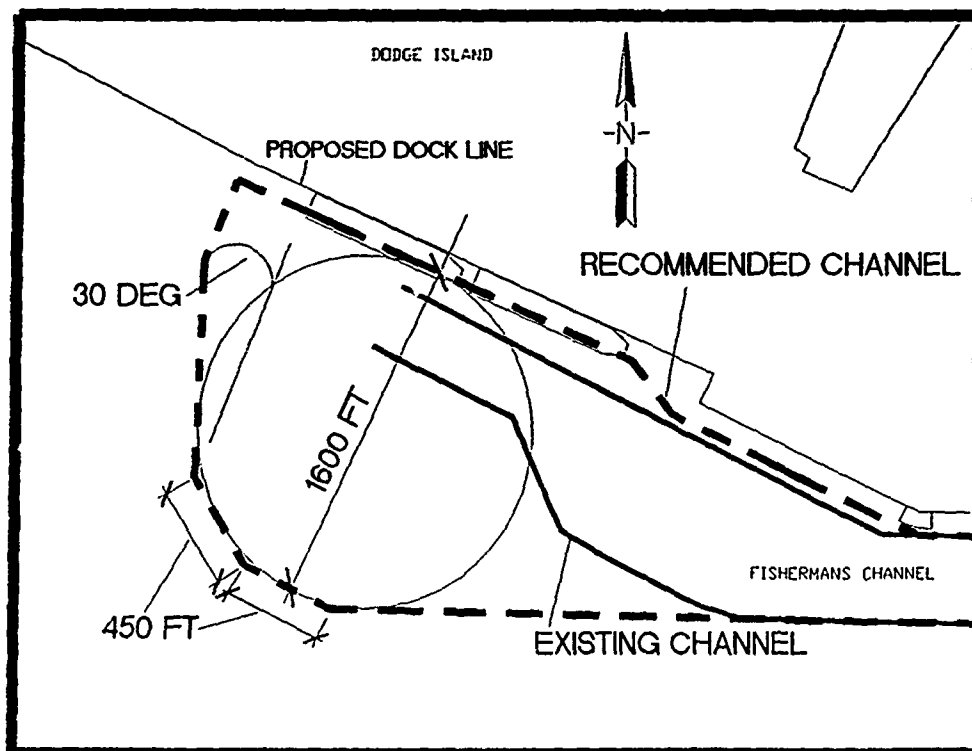 DODGE ISLAND
-N-
PROPOSED DOCK LINE
RECOMMENDED CHANNEL
30 DEG
1600 FT
FISHERMANS CHANNEL
450 FT
EXISTING CHANNEL